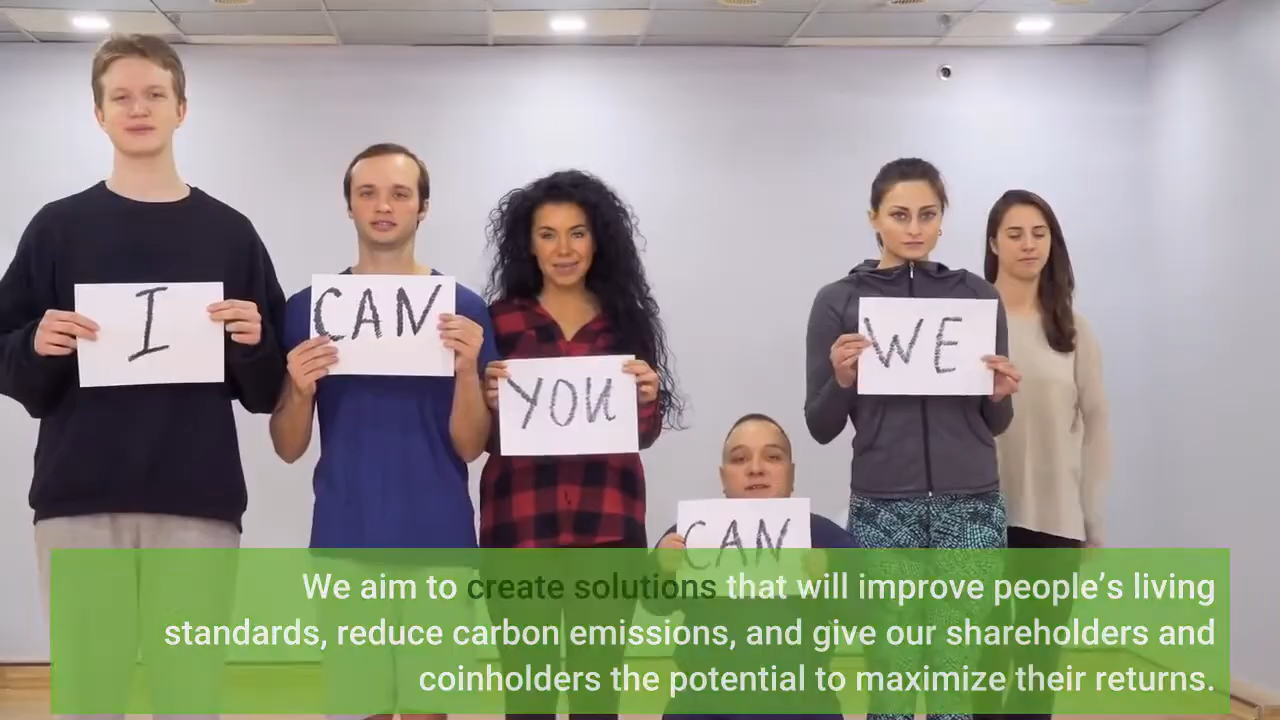 I
CAN
YOU
CAN
WE
We aim to create solutions that will improve people's living
standards, reduce carbon emissions, and give our shareholders and
coinholders the potential to maximize their returns.